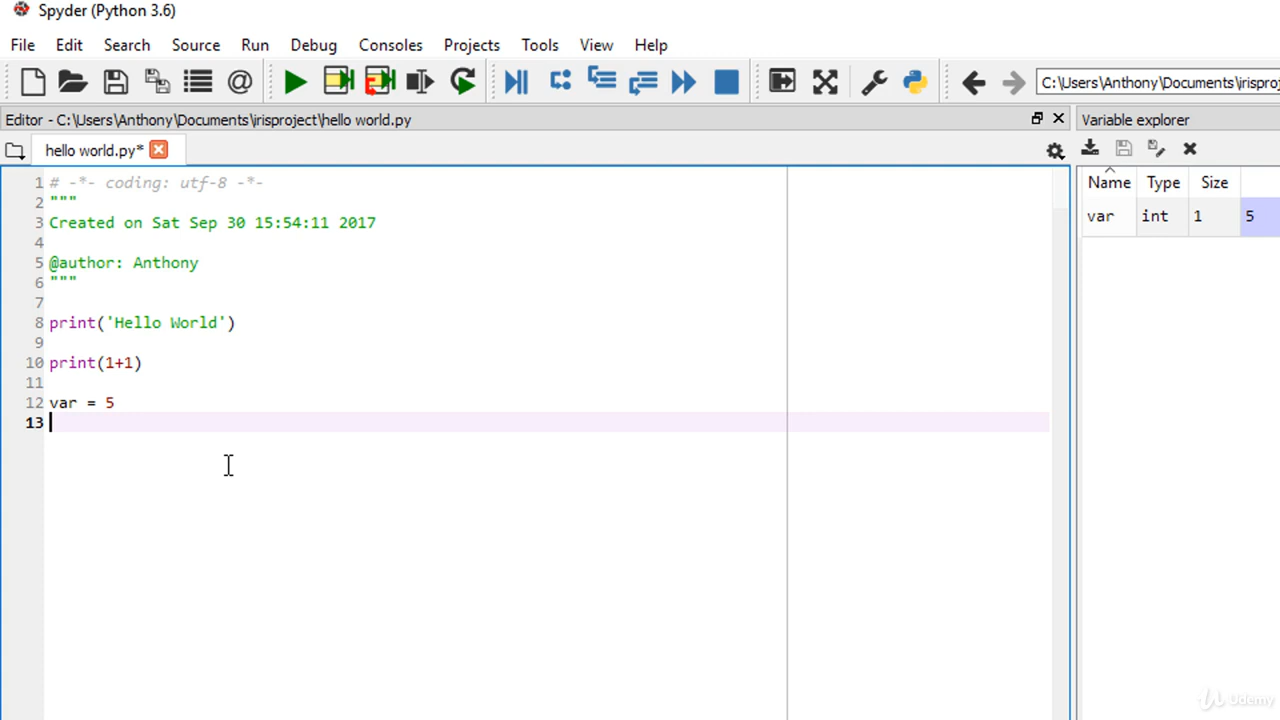 Spyder (Python 3.6)
File Edit Search Source Run Debug Consoles Projects Tools View Help
C:\Users\Anthony\Documents\irisproje
Editor - C:\Users\Anthony\Documents\irisproject\hello world.py
Variable explorer
hello world.py*
Name Type Size
var int 1 5
1 # -*- coding: utf-8 -*-
2 """
3 Created on Sat Sep 30 15:54:11 2017
4
5 @author: Anthony
6 """
7
8 print('Hello World')
9
10 print(1+1)
11
12 var = 5
13
Udemy